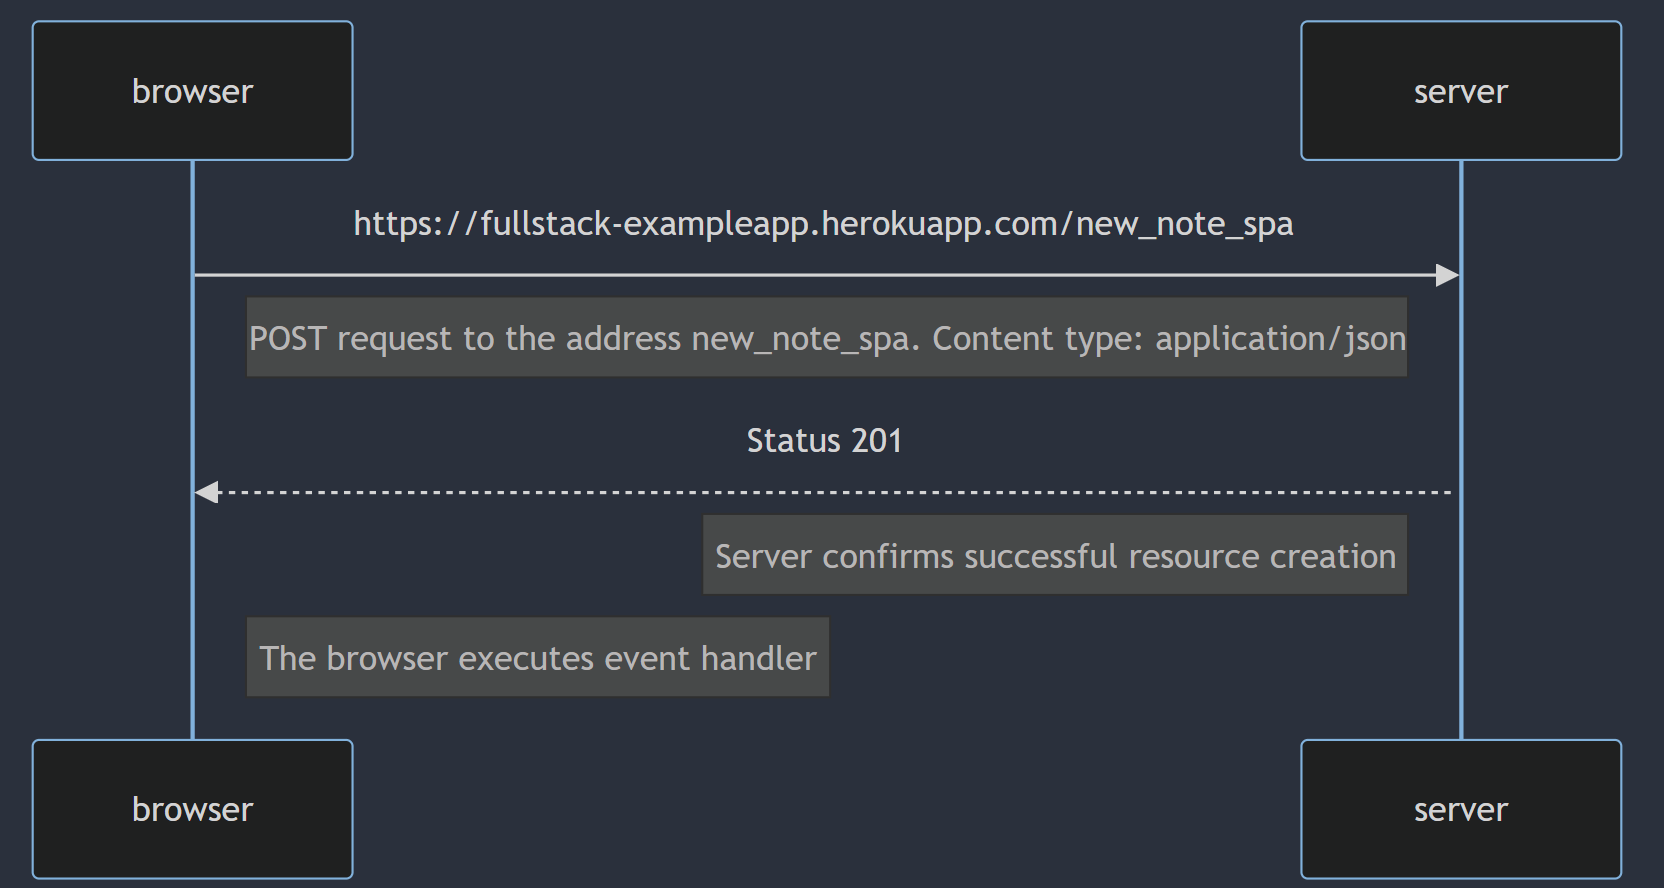 browser
server
https://fullstack-exampleapp.herokuapp.com/new_note_spa
POST request to the address new_note_spa. Content type: application/json
Status 201
Server confirms successful resource creation
The browser executes event handler
browser
server